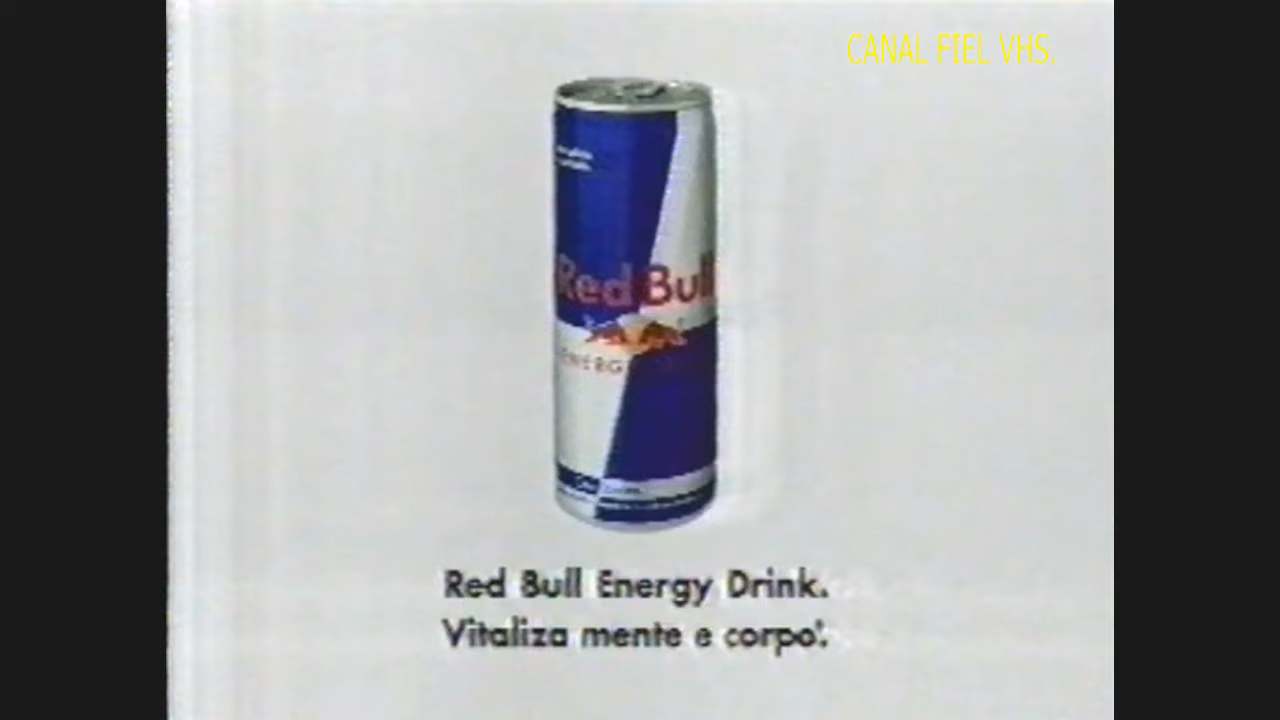 CANAL FIEL VHS.
Red Bull
ENERG
Red Bull Energy Drink.
Vitaliza mente e corpo.